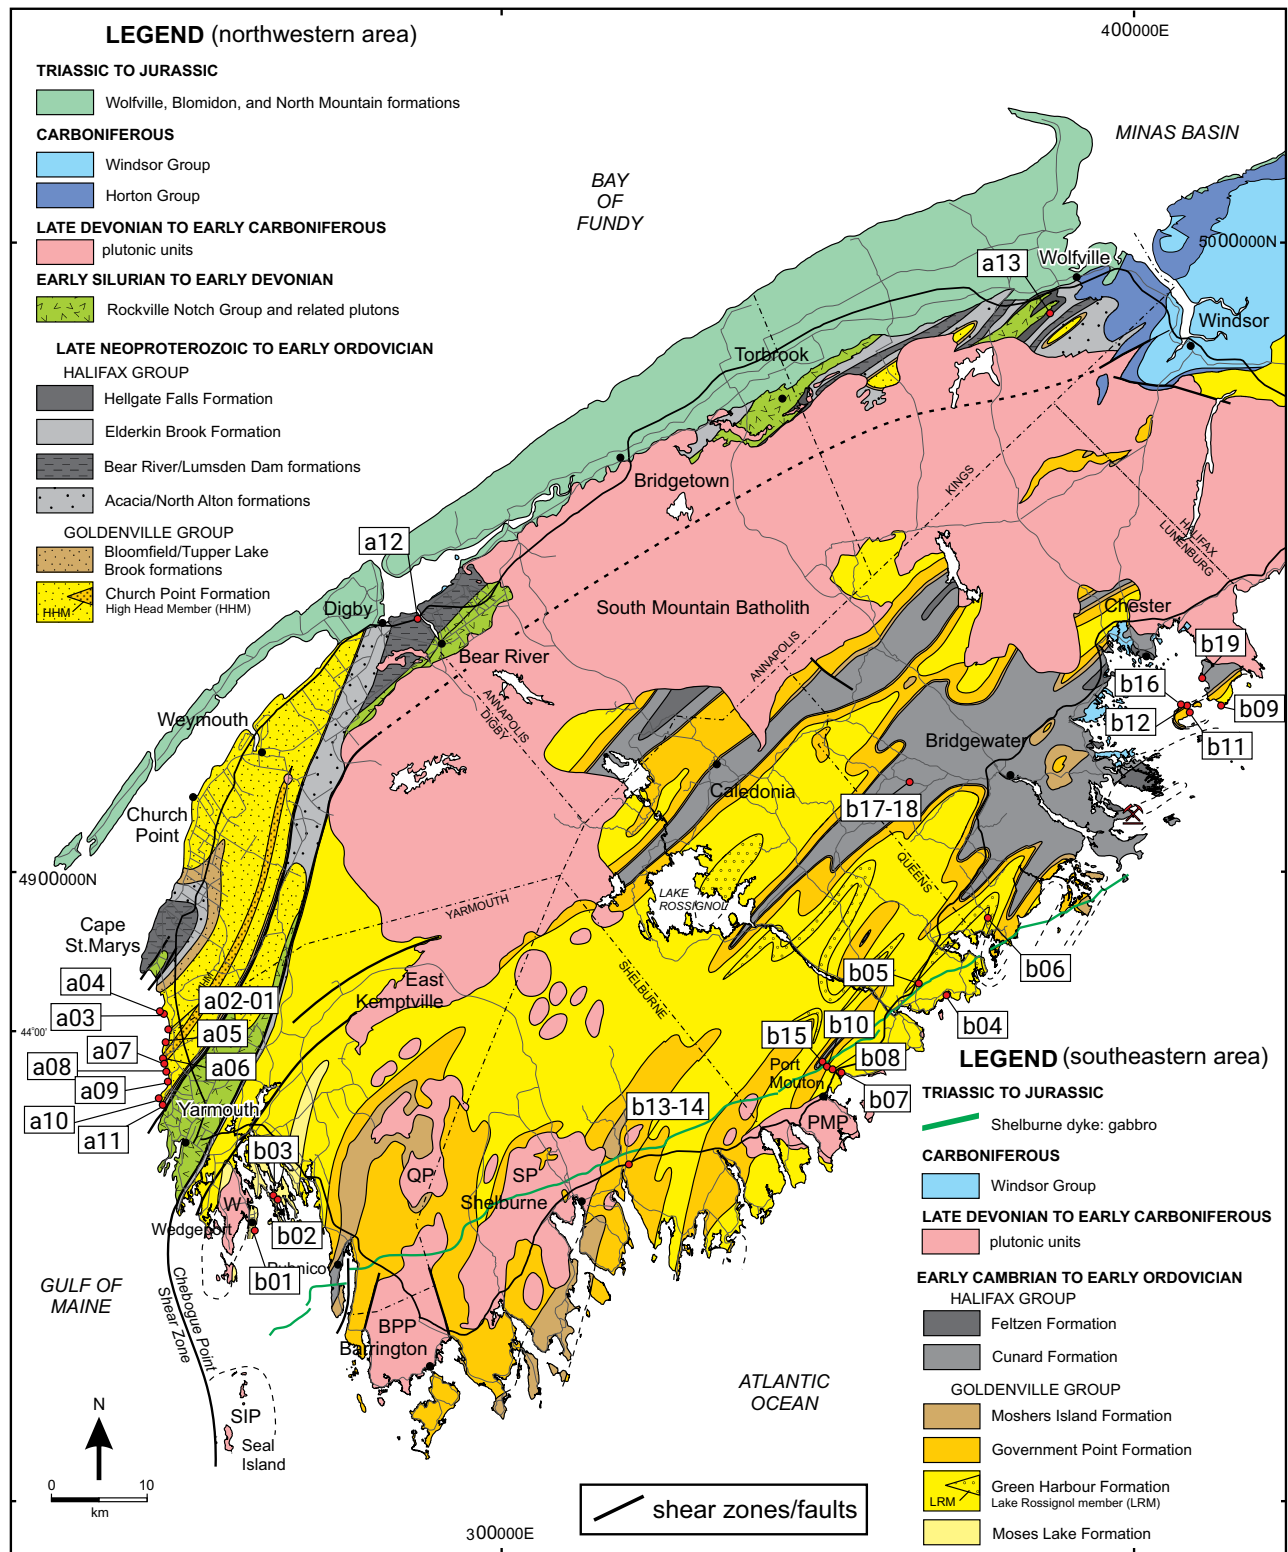 LEGEND (northwestern area)
TRIASSIC TO JURASSIC
Wolfville, Blomidon, and North Mountain formations
CARBONIFEROUS
Windsor Group
Horton Group
LATE DEVONIAN TO EARLY CARBONIFEROUS
plutonic units
EARLY SILURIAN TO EARLY DEVONIAN
Rockville Notch Group and related plutons
LATE NEOPROTEROZOIC TO EARLY ORDOVICIAN
HALIFAX GROUP
Hellgate Falls Formation
Elderkin Brook Formation
Bear River/Lumsden Dam formations
Acacia/North Alton formations
GOLDENVILLE GROUP
Bloomfield/Tupper Lake
Brook formations
Church Point Formation
HHM
High Head Member (HHM)
400000E
MINAS BASIN
BAY
OF
FUNDY
5000000N
a13
Wolfville
Windsor
Torbrook
Bridgetown
KINGS
HALIFAX
LUNENBURG
a12
Digby
South Mountain Batholith
Chester
Bear River
ANNAPOLIS
ANNAPOLIS
DIGBY
b19
b16
b09
b12
b11
Weymouth
Bridgewater
Caledonia
b17-18
Church
Point
QUEENS
4900000N
LAKE
ROSSIGNOL
YARMOUTH
Cape
St.Marys
SHELBURNE
East
Kemptville
a04
a03
a02-01
44°00'
a05
a07
a08
a06
a09
a10
a11
Yarmouth
b05
b06
b04
b10
b15
b08
Port
Mouton
b07
b13-14
PMP
b03
QP
SP
Shelburne
W
Wedgeport
b02
Pubnico
b01
GULF OF
MAINE
Chebogue Point
Shear Zone
BPP
Barrington
ATLANTIC
OCEAN
SIP
Seal
Island
N
0 10
km
300000E
shear zones/faults
LEGEND (southeastern area)
TRIASSIC TO JURASSIC
Shelburne dyke: gabbro
CARBONIFEROUS
Windsor Group
LATE DEVONIAN TO EARLY CARBONIFEROUS
plutonic units
EARLY CAMBRIAN TO EARLY ORDOVICIAN
HALIFAX GROUP
Feltzen Formation
Cunard Formation
GOLDENVILLE GROUP
Moshers Island Formation
Government Point Formation
Green Harbour Formation
LRM
Lake Rossignol member (LRM)
Moses Lake Formation